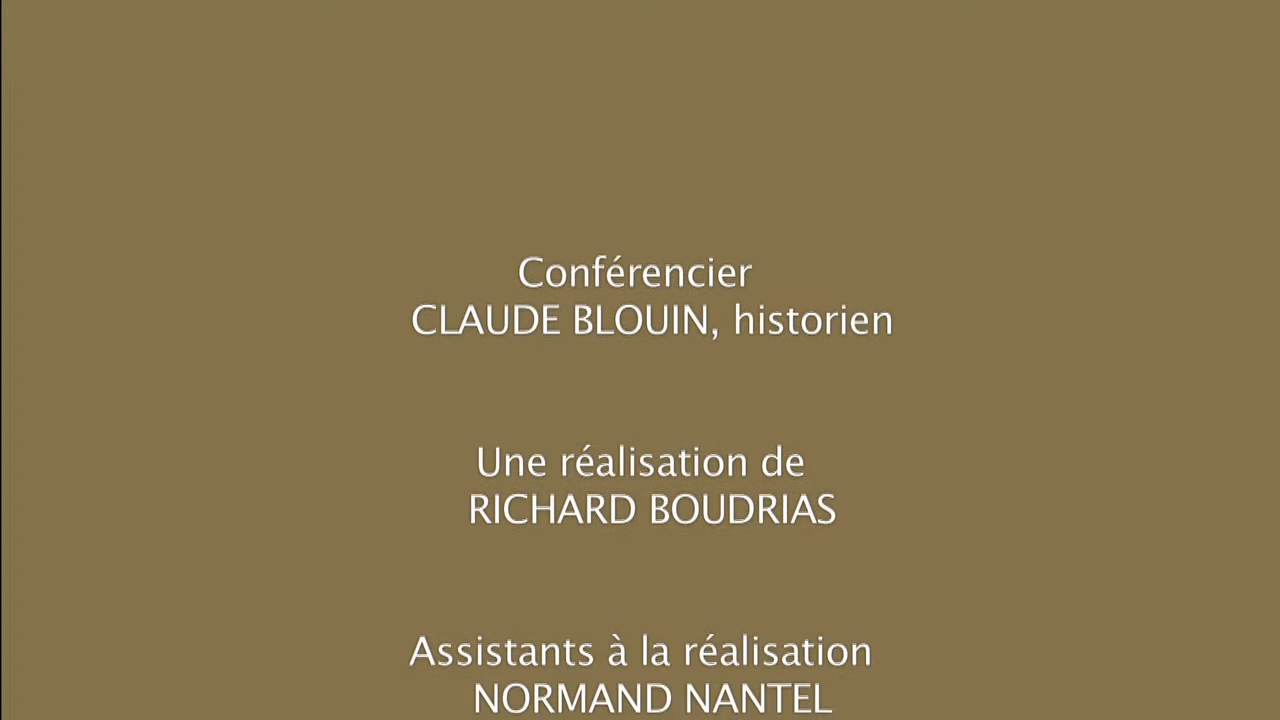 Conférencier
CLAUDE BLOUIN, historien
Une réalisation de
RICHARD BOUDRIAS
Assistants à la réalisation
NORMAND NANTEL